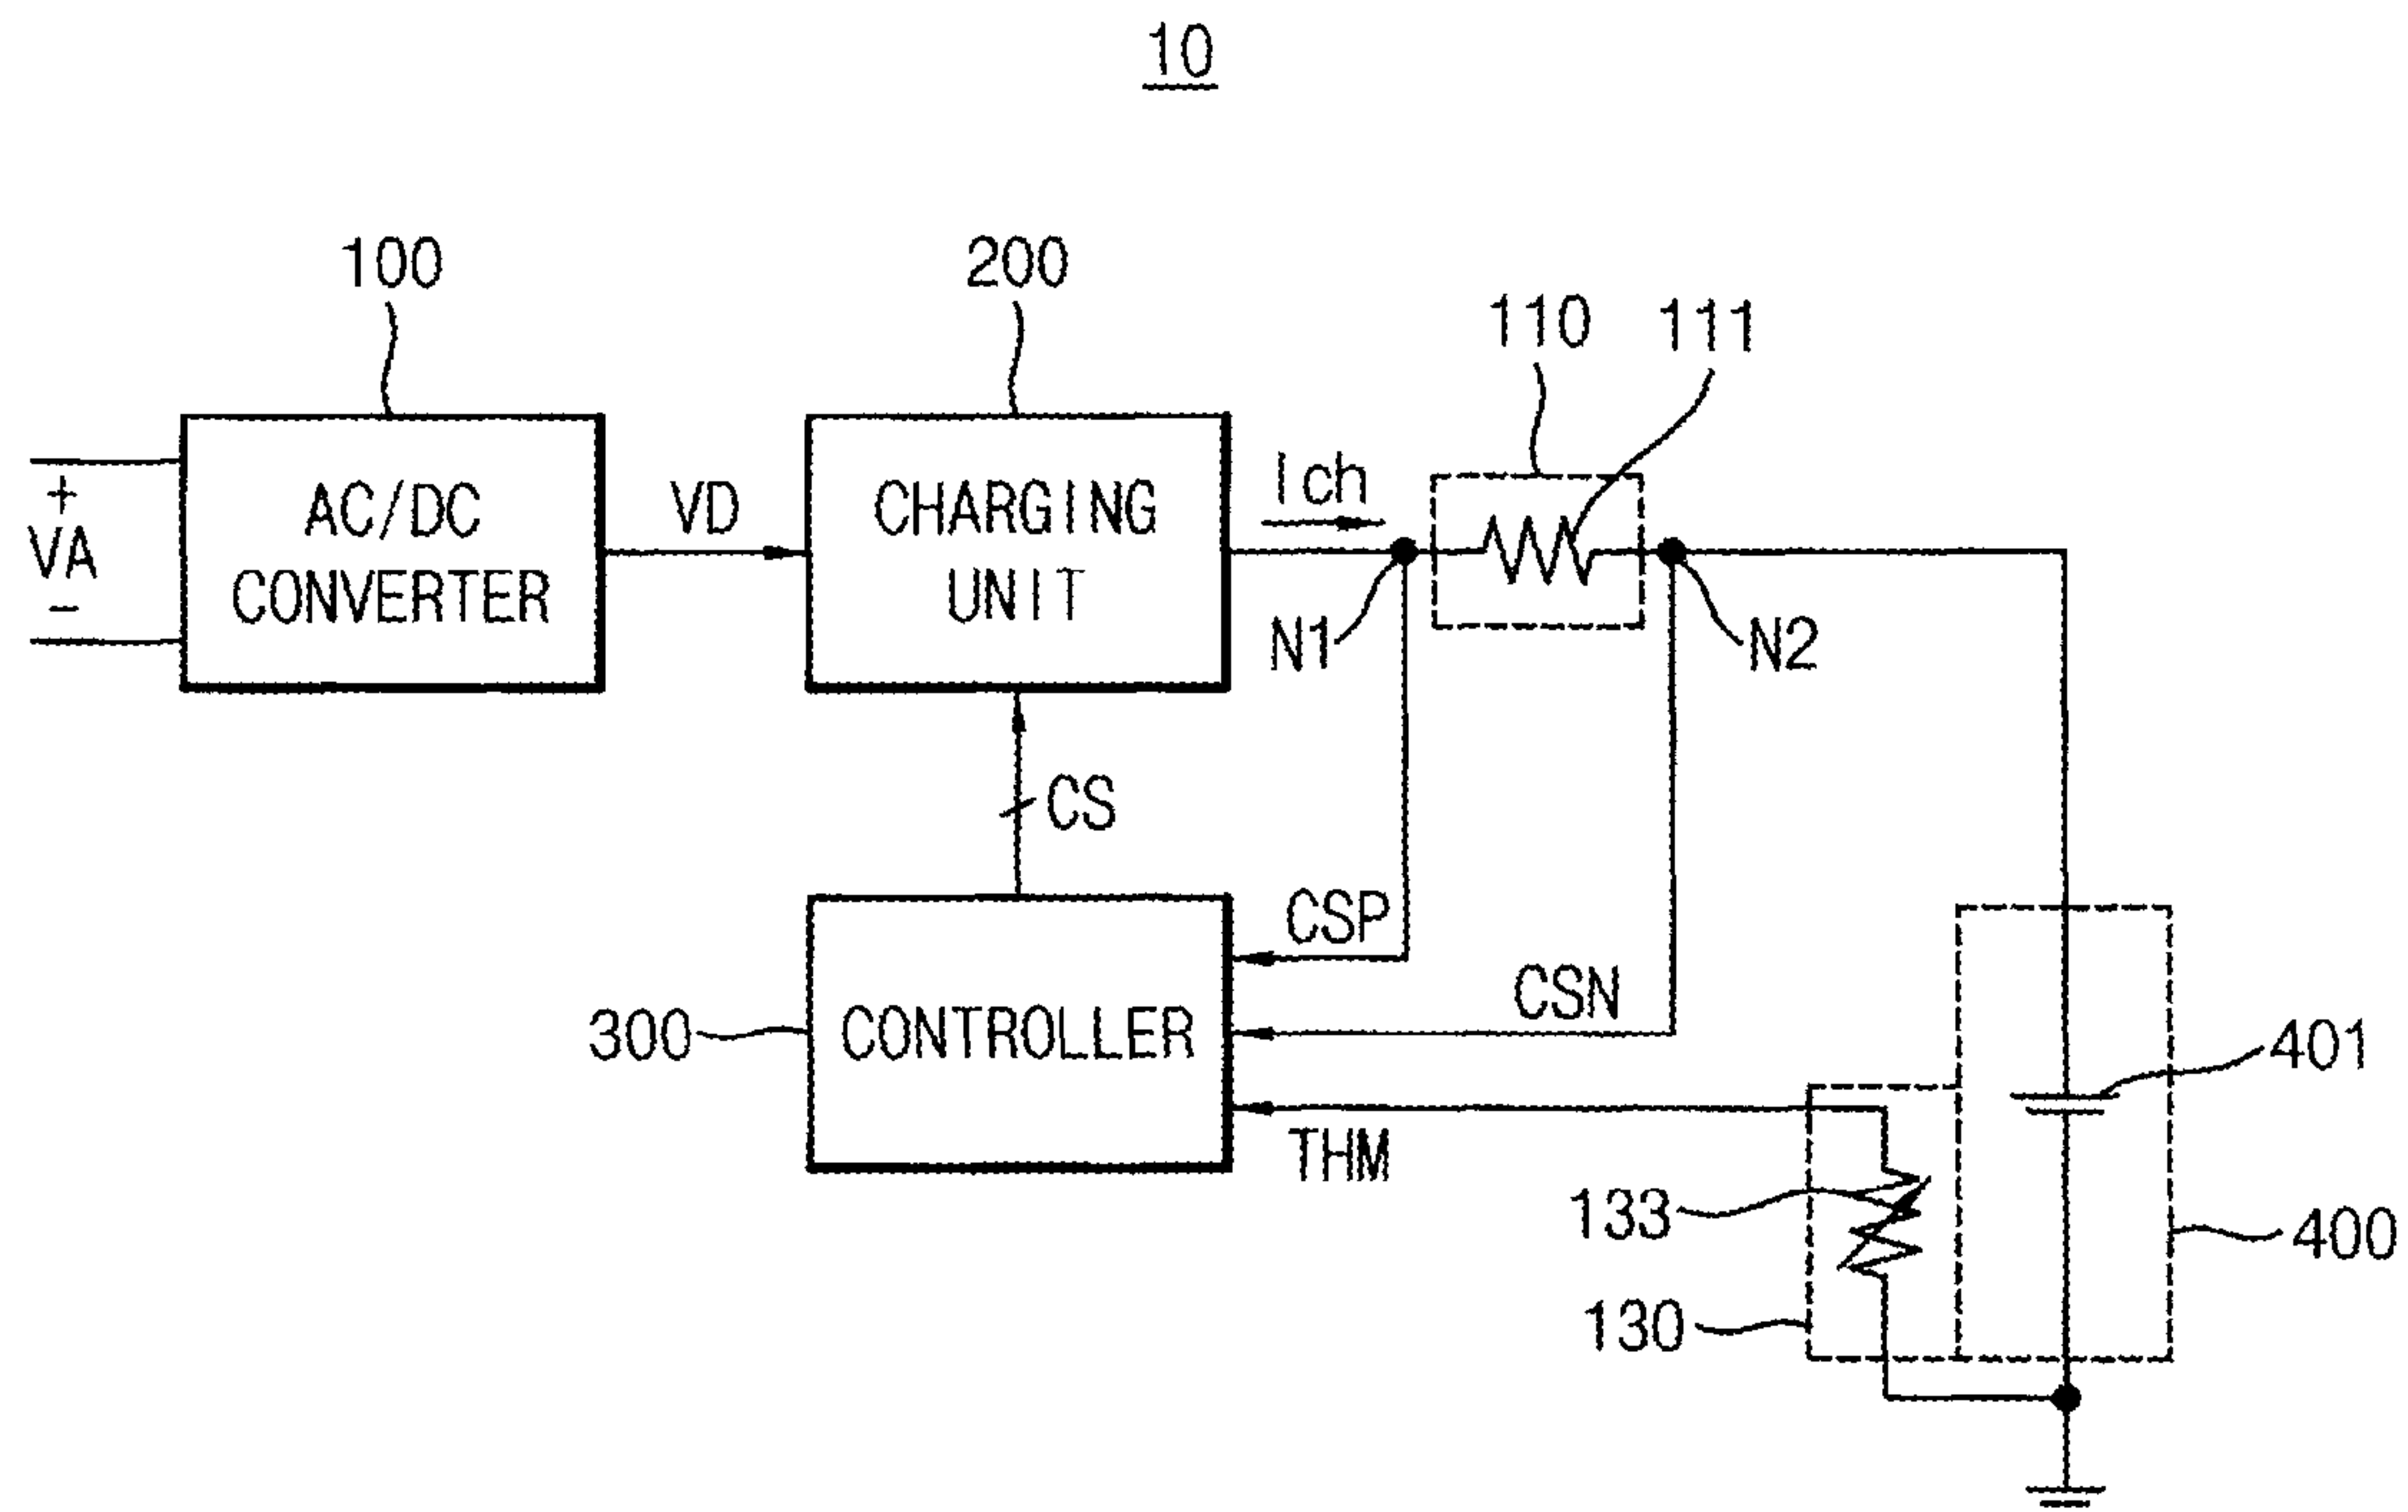 10
100
200
110
111
+
VA
−
AC/DC
CONVERTER
VD
CHARGING
UNIT
Ich
N1
N2
CS
CSP
CSN
300
CONTROLLER
THM
401
133
400
130